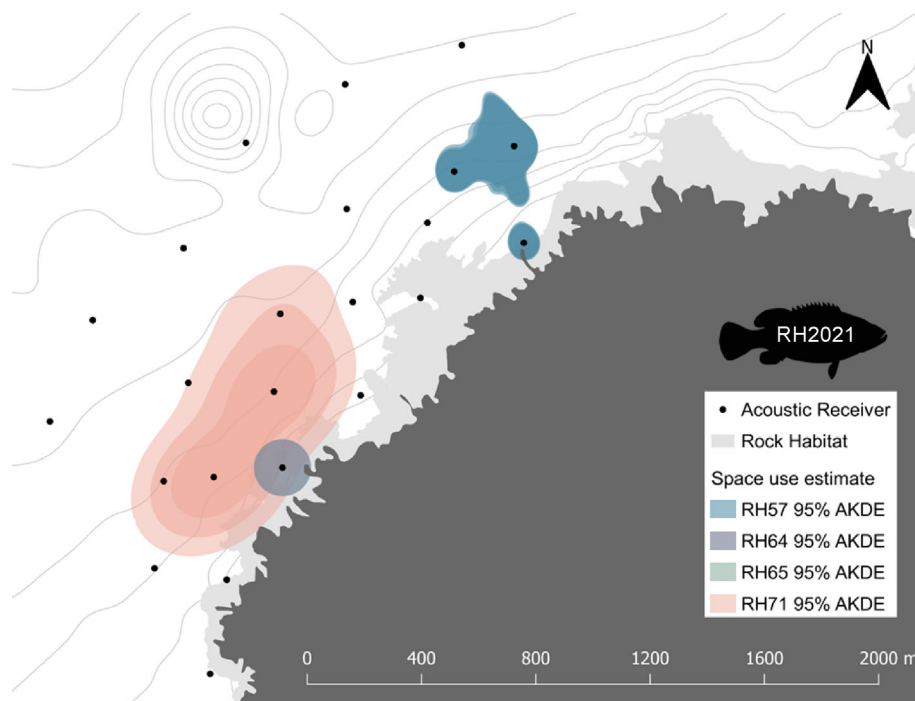 N
RH2021
Acoustic Receiver
Rock Habitat
Space use estimate
RH57 95% AKDE
RH64 95% AKDE
RH65 95% AKDE
RH71 95% AKDE
0 400 800 1200 1600 2000 m